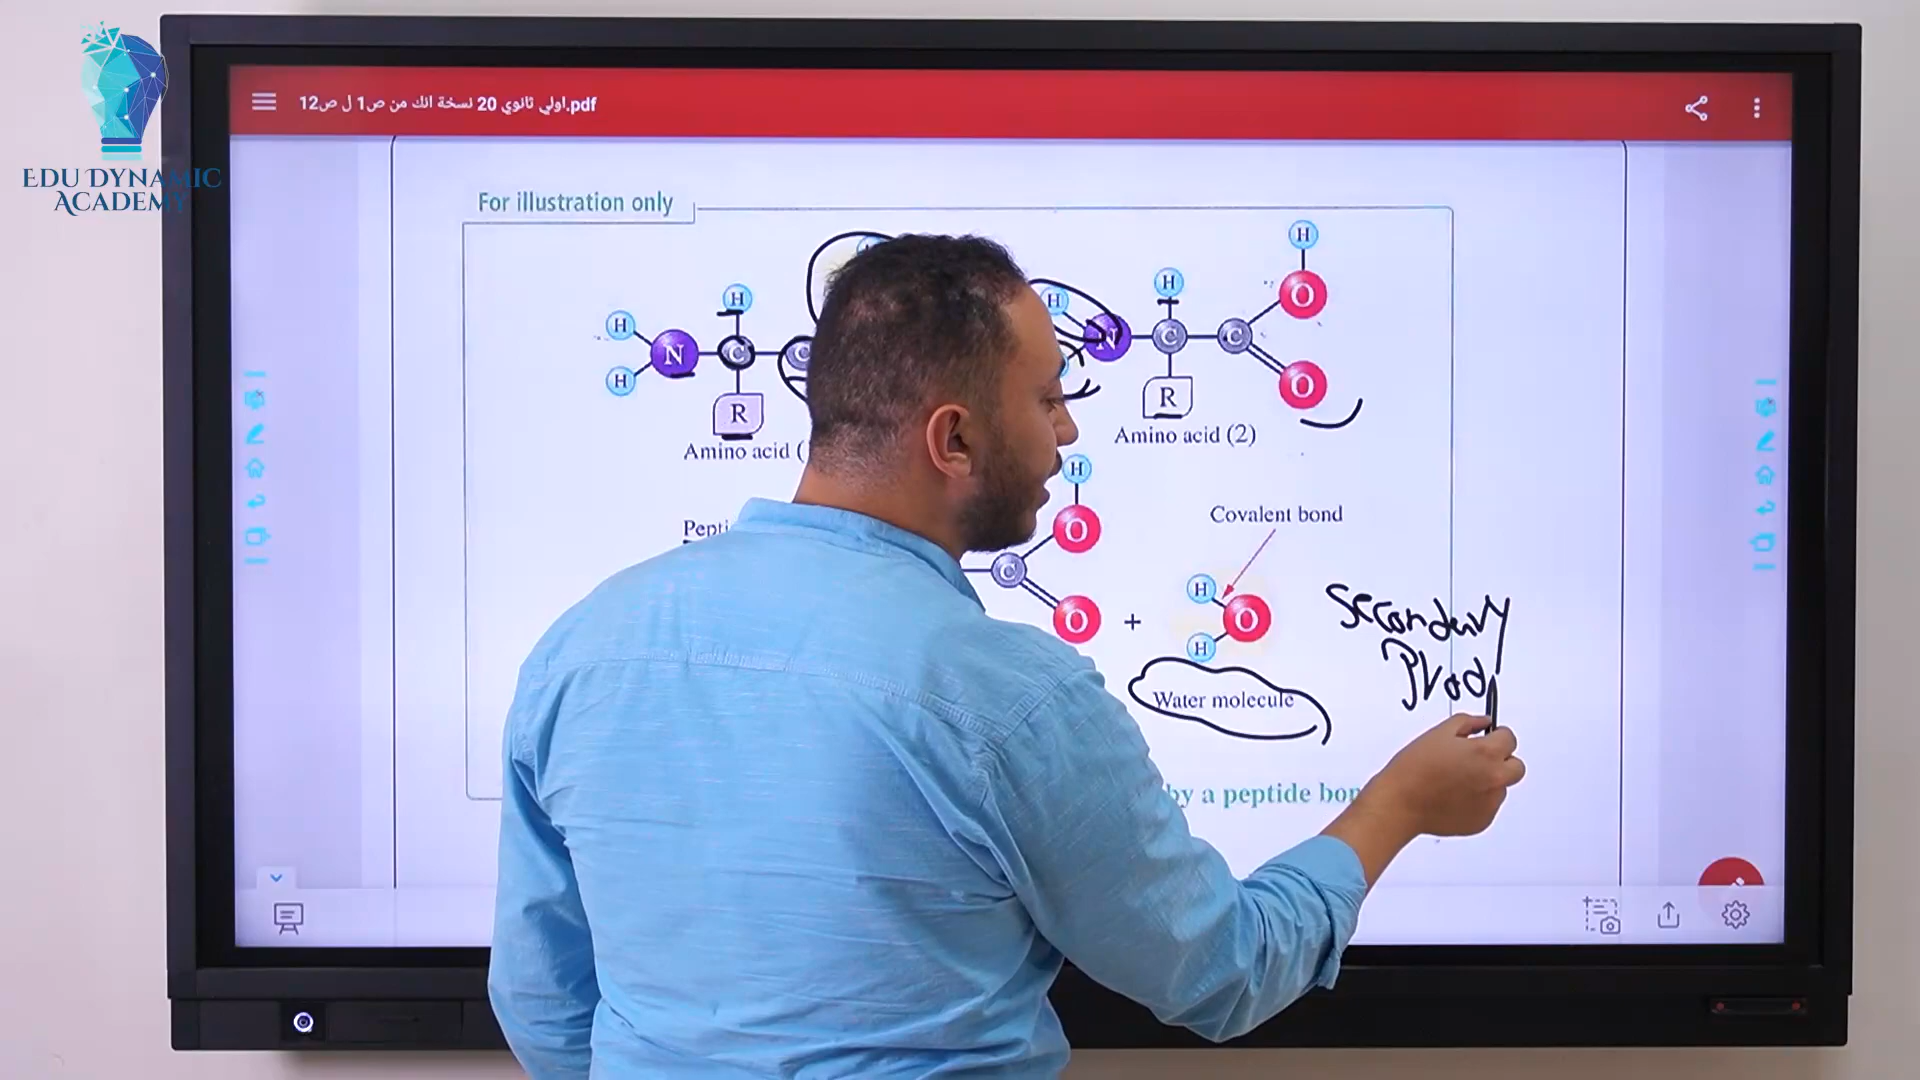 EDU DYNAMIC
ACADEMY
اولي ثانوي 20 نسخة انك من ص1 ل ص12.pdf
For illustration only
H
H
H
H
H
H
N
C
C
N
C
C
O
O
R
R
Amino acid (
Amino acid (2)
H
O
C
O
+
H
O
H
Covalent bond
Water molecule
Secondary
Prod
by a peptide